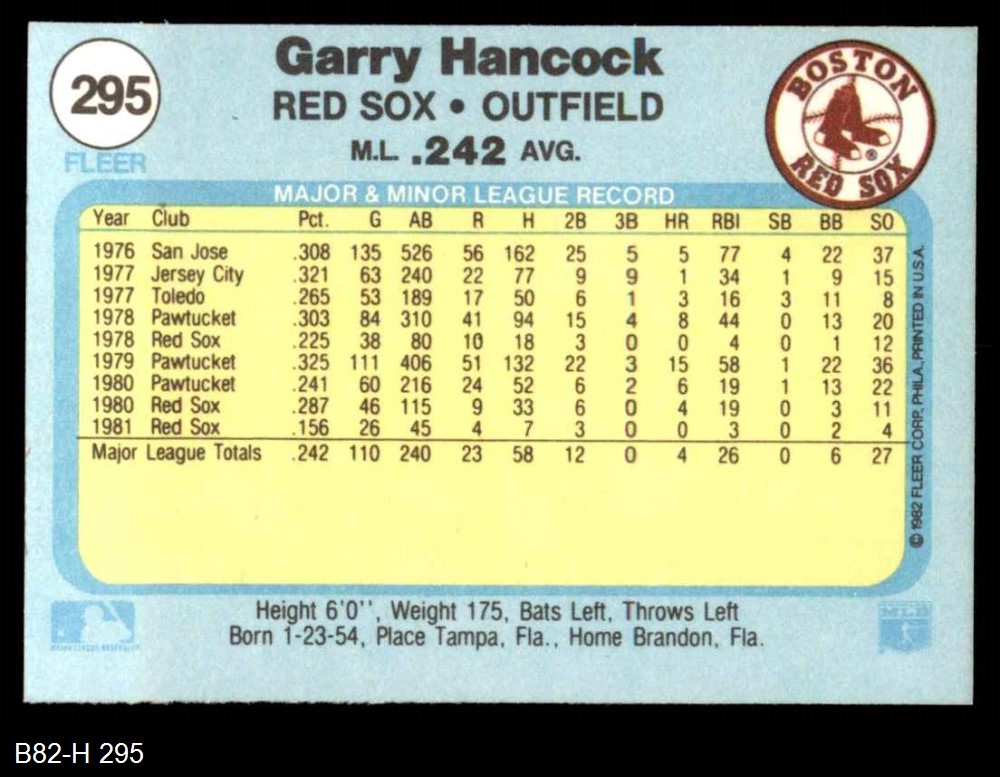 295
FLEER
Garry Hancock
RED SOX • OUTFIELD
M.L. .242 AVG.
BOSTON
RED SOX
®
MAJOR & MINOR LEAGUE RECORD
Year Club Pct. G AB R H 2B 3B HR RBI SB BB SO
1976 San Jose .308 135 526 56 162 25 5 5 77 4 22 37
1977 Jersey City .321 63 240 22 77 9 9 1 34 1 9 15
1977 Toledo .265 53 189 17 50 6 1 3 16 3 11 8
1978 Pawtucket .303 84 310 41 94 15 4 8 44 0 13 20
1978 Red Sox .225 38 80 10 18 3 0 0 4 0 1 12
1979 Pawtucket .325 111 406 51 132 22 3 15 58 1 22 36
1980 Pawtucket .241 60 216 24 52 6 2 6 19 1 13 22
1980 Red Sox .287 46 115 9 33 6 0 4 19 0 3 11
1981 Red Sox .156 26 45 4 7 3 0 0 3 0 2 4
Major League Totals .242 110 240 23 58 12 0 4 26 0 6 27
© 1982 FLEER CORP., PHILA., PRINTED IN U.S.A.
Height 6'0'', Weight 175, Bats Left, Throws Left
Born 1-23-54, Place Tampa, Fla., Home Brandon, Fla.
MLB
B82-H 295